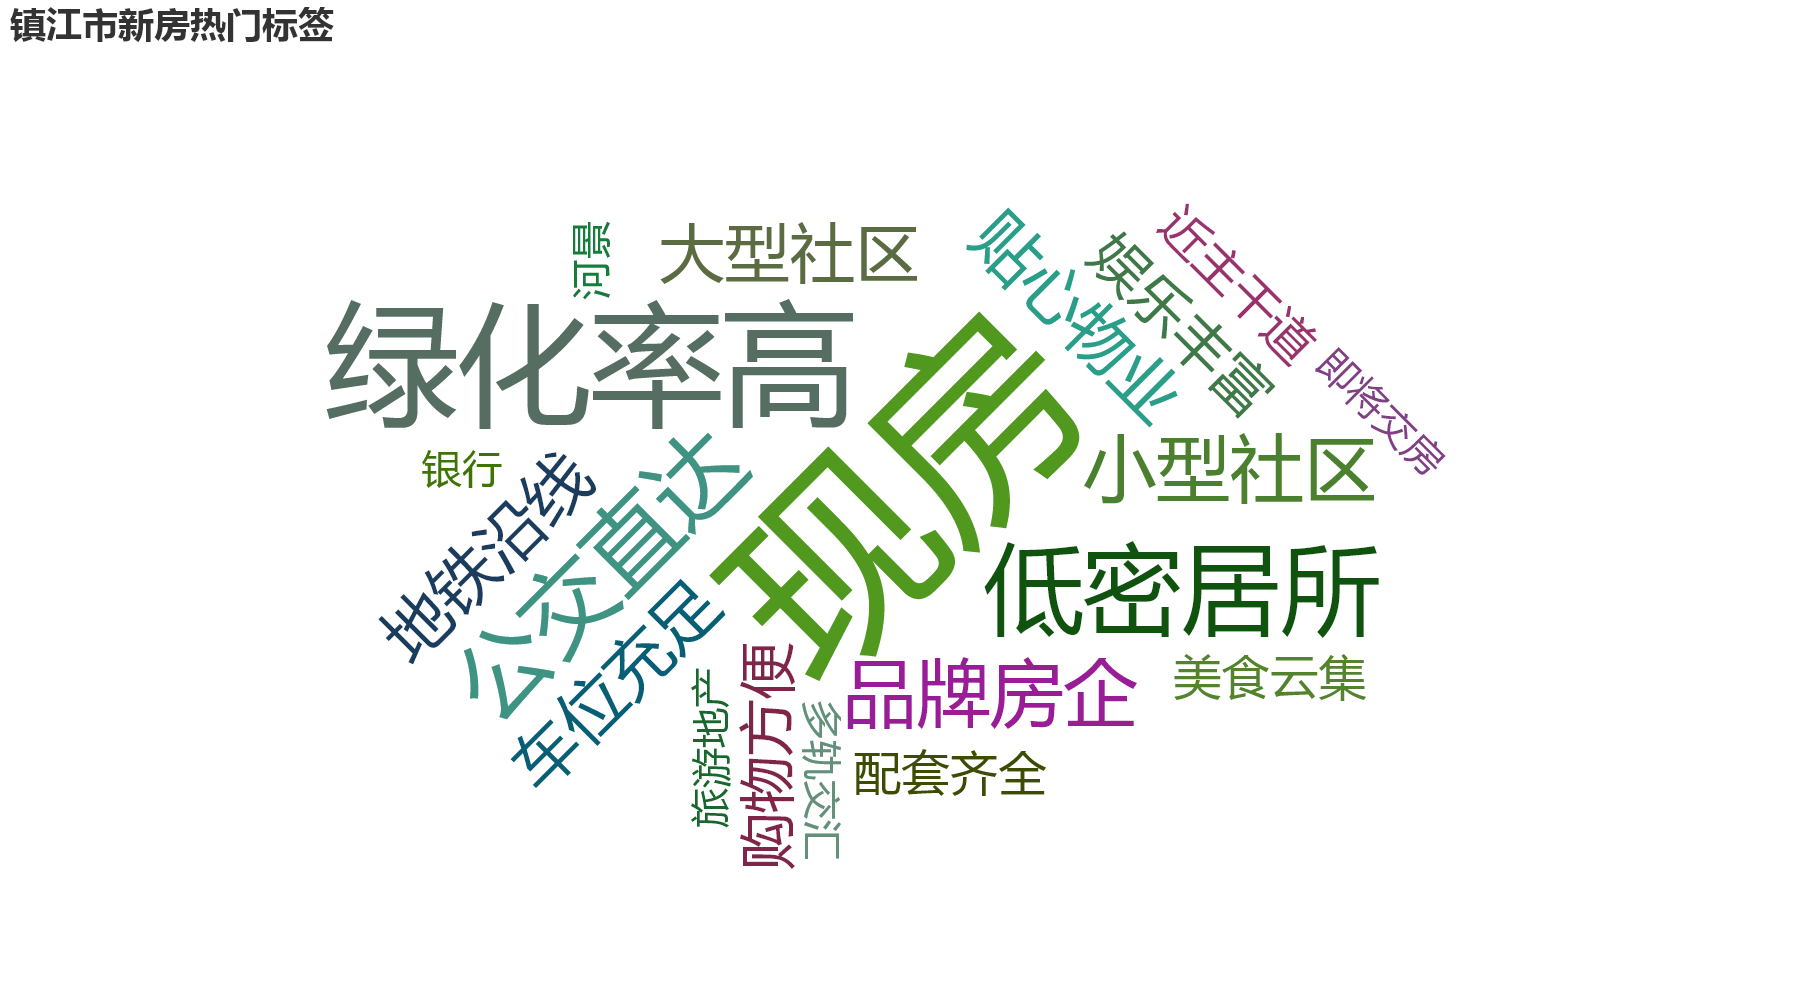 镇江市新房热门标签
河景
大型社区
贴心物业
娱乐丰富
近主干道
即将交房
绿化率高
现房
小型社区
银行
地铁沿线
公交直达
车位充足
低密居所
旅游地产
购物方便
多轨交汇
品牌房企
美食云集
配套齐全